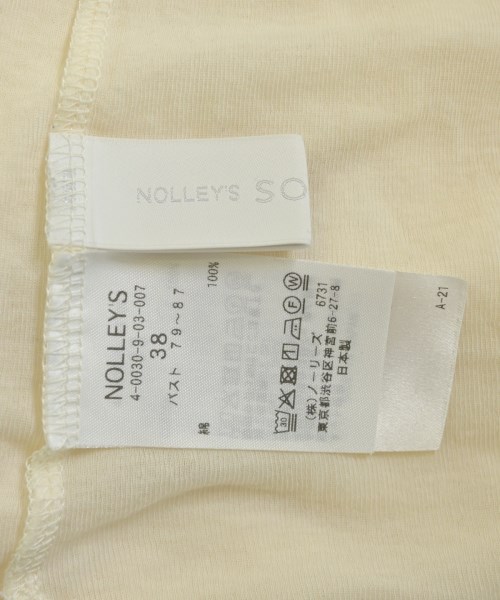 NOLLEY'S SO
NOLLEY'S
4-0030-9-03-007
38
バスト 79～87
綿 100%
30
6731
(株)ノーリーズ
東京都渋谷区神宮前6-27-8
日本製
A-21